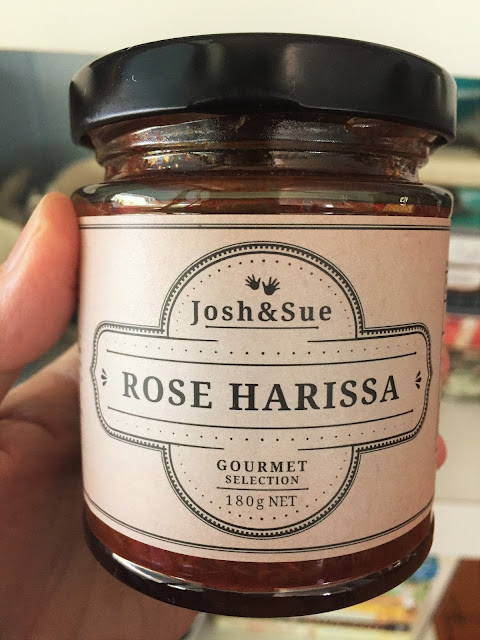 Josh&Sue
ROSE HARISSA
GOURMET
SELECTION
180g NET